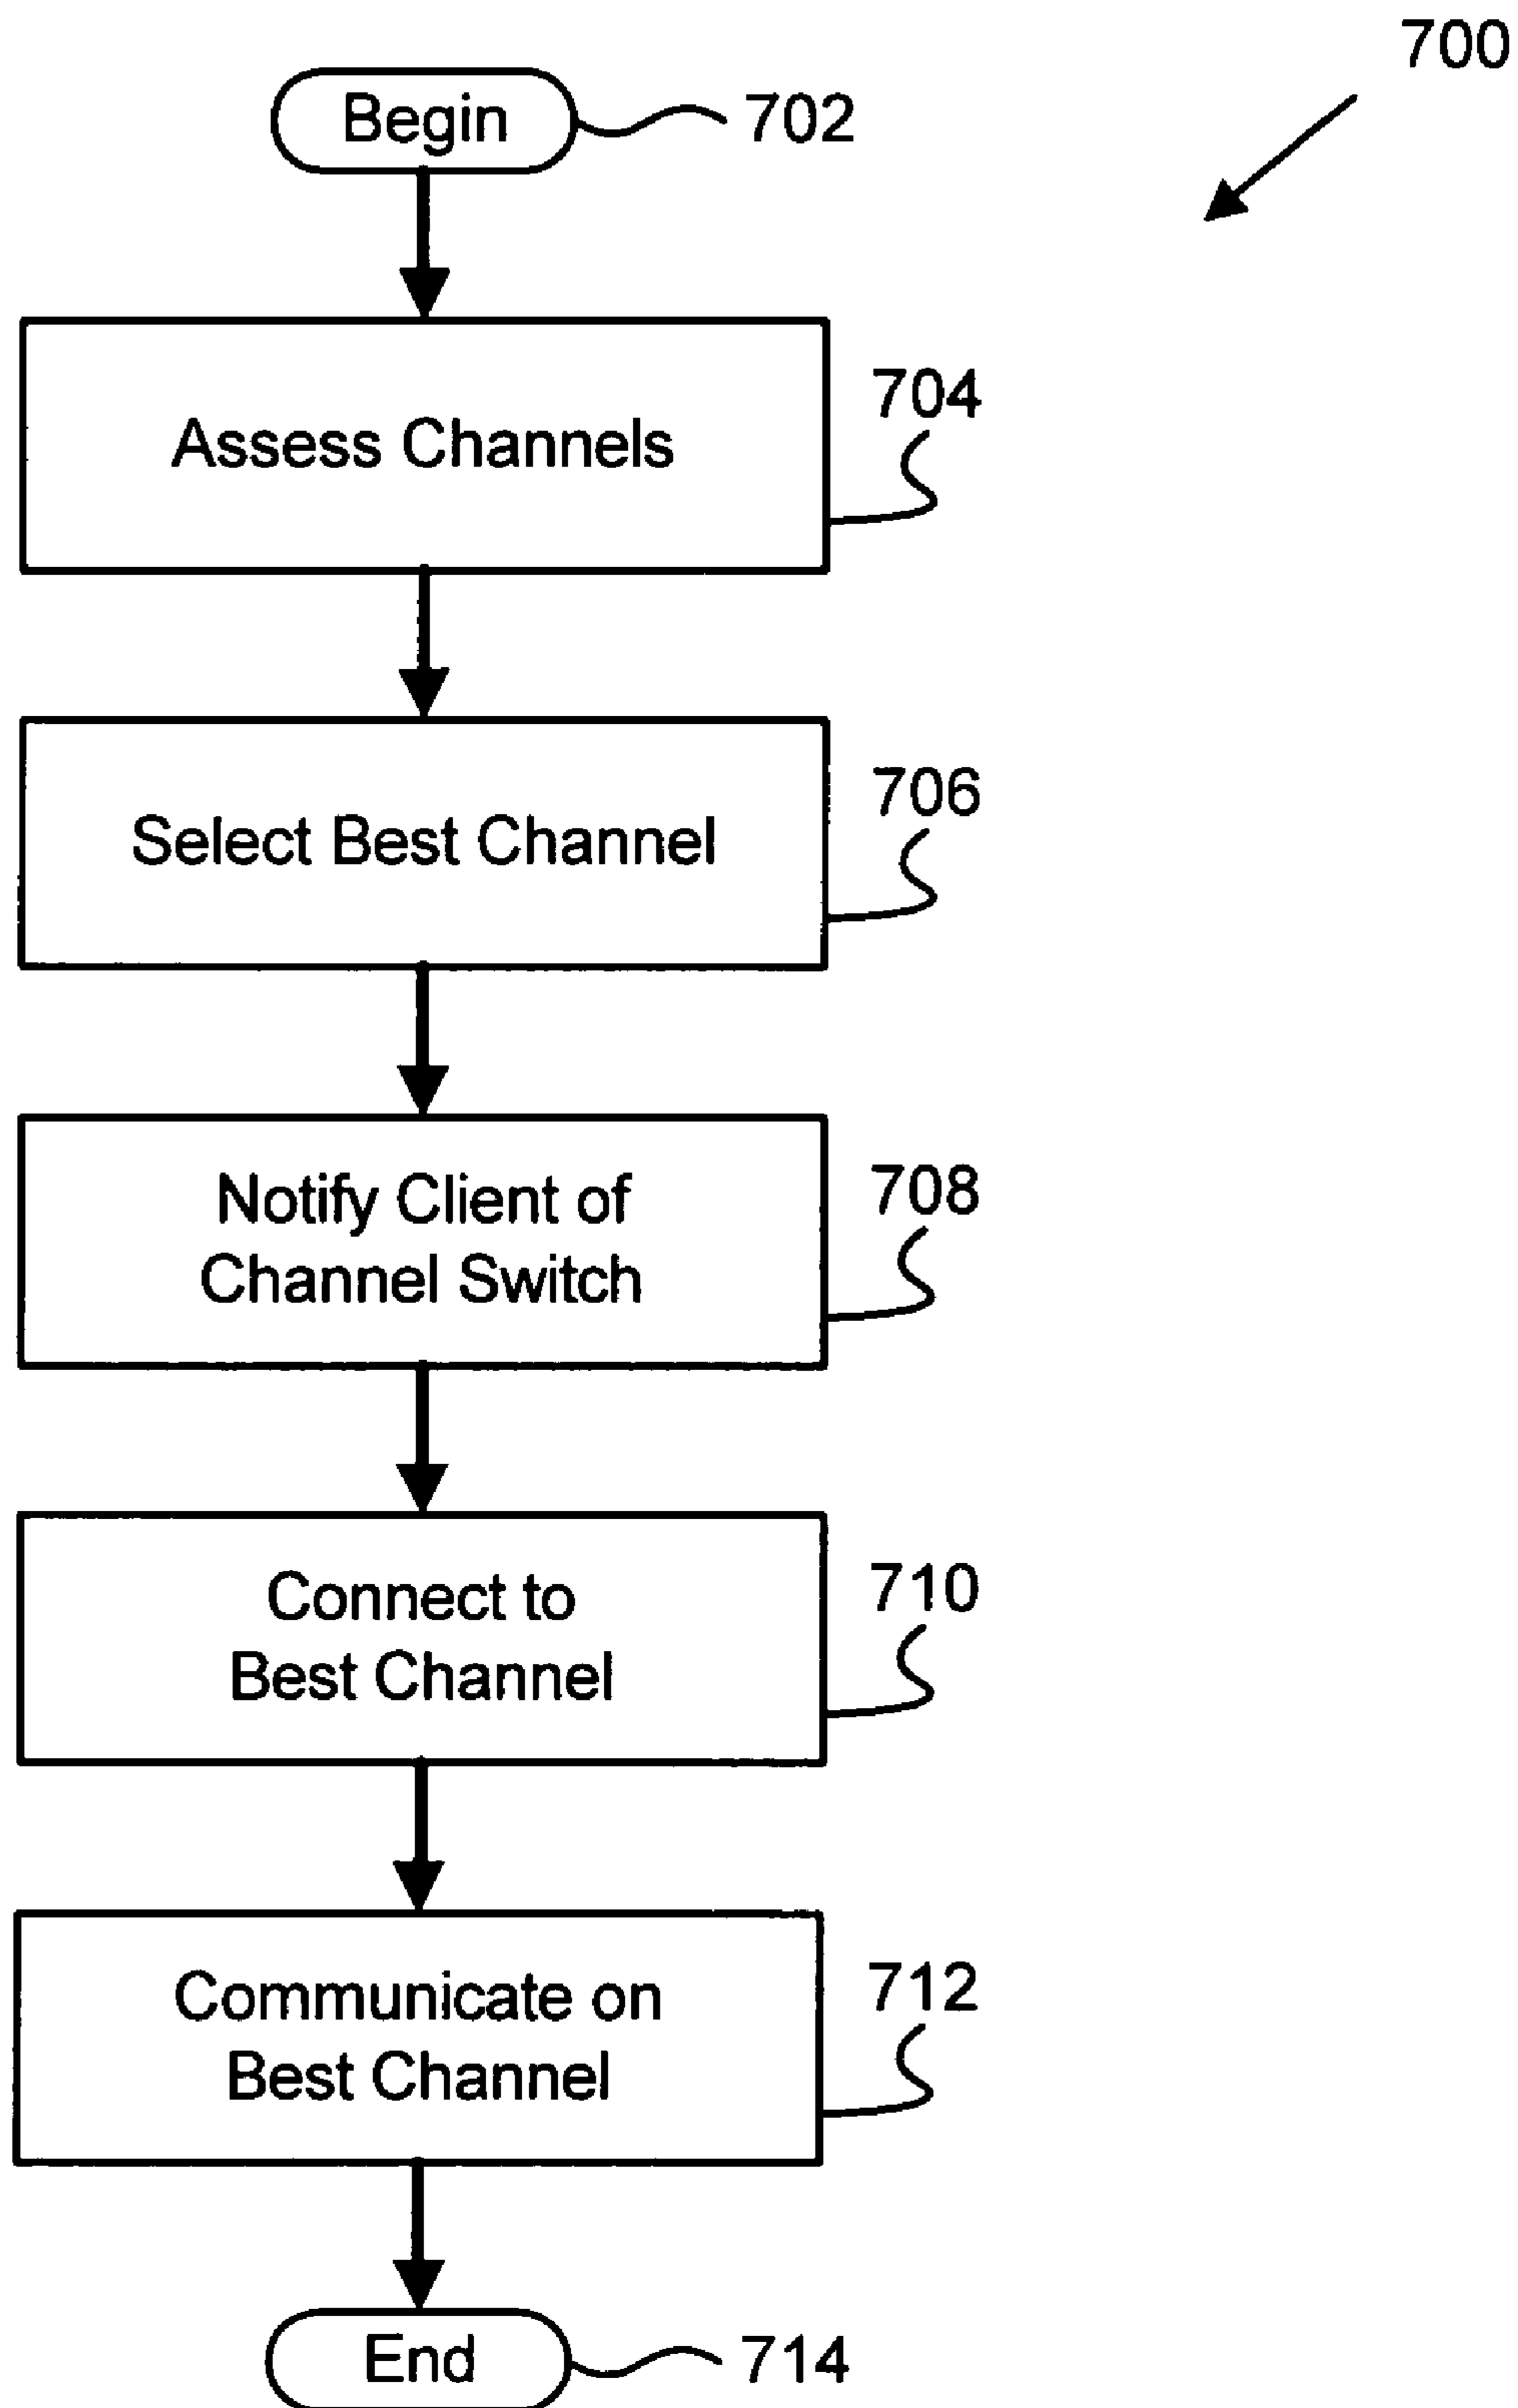 700
Begin
702
Assess Channels
704
Select Best Channel
706
Notify Client of
Channel Switch
708
Connect to
Best Channel
710
Communicate on
Best Channel
712
End
714